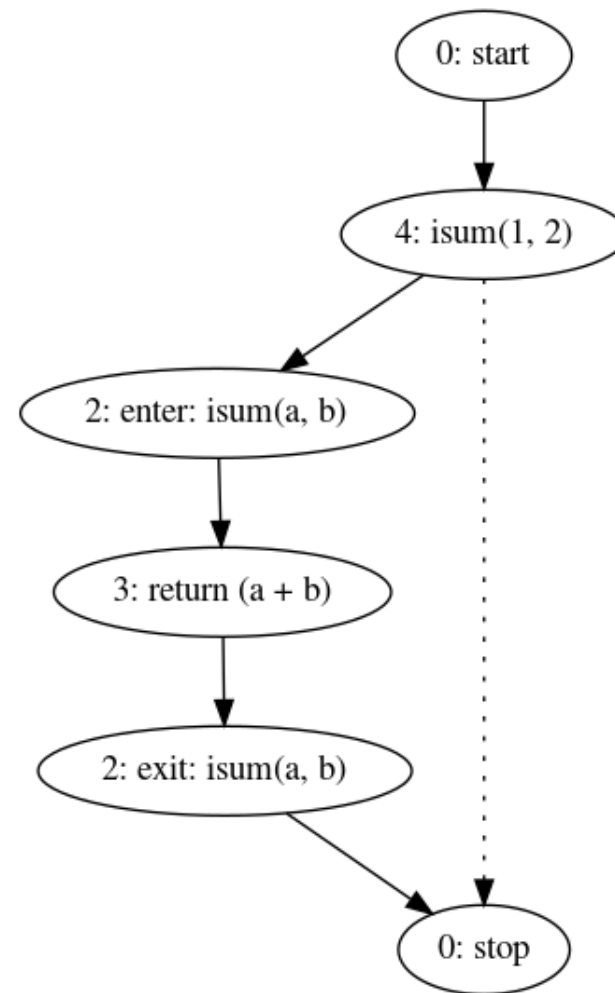 0: start
4: isum(1, 2)
2: enter: isum(a, b)
3: return (a + b)
2: exit: isum(a, b)
0: stop